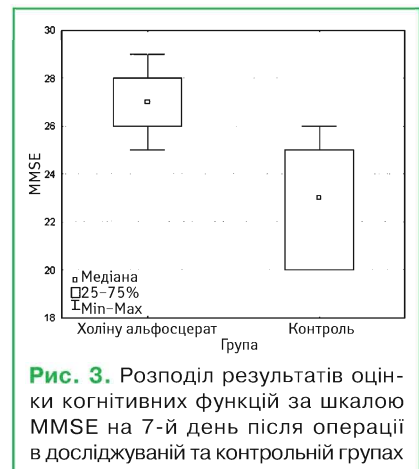 30
28
26
24
22
20
18
MMSE
Медіана
25–75%
Min–Max
Холіну альфосцерат Контроль
Група
Рис. 3. Розподіл результатів оцін-
ки когнітивних функцій за шкалою
MMSE на 7-й день після операції
в досліджуваній та контрольній групах